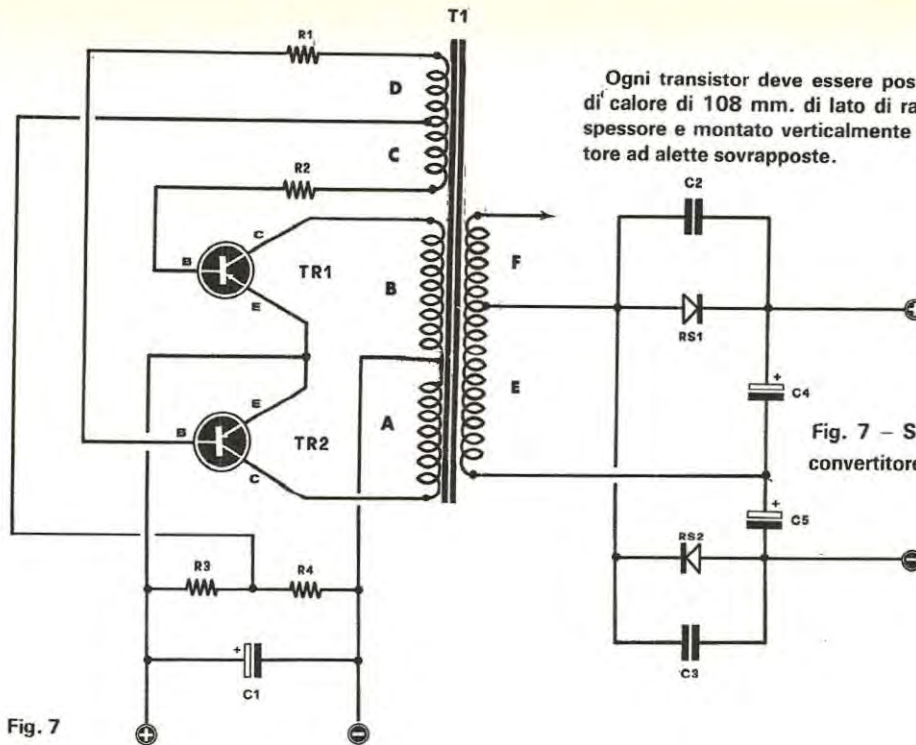 T1
R1
D
Ogni transistor deve essere pos
di calore di 108 mm. di lato di ra
spessore e montato verticalmente
tore ad alette sovrapposte.
C
R2
C2
B
C
TR1
E
B
F
RS1
+
C4
E
B
TR2
C
A
E
Fig. 7 – S
convertitore
+
C5
RS2
R3
R4
+
C1
C3
Fig. 7
+
–
+
–